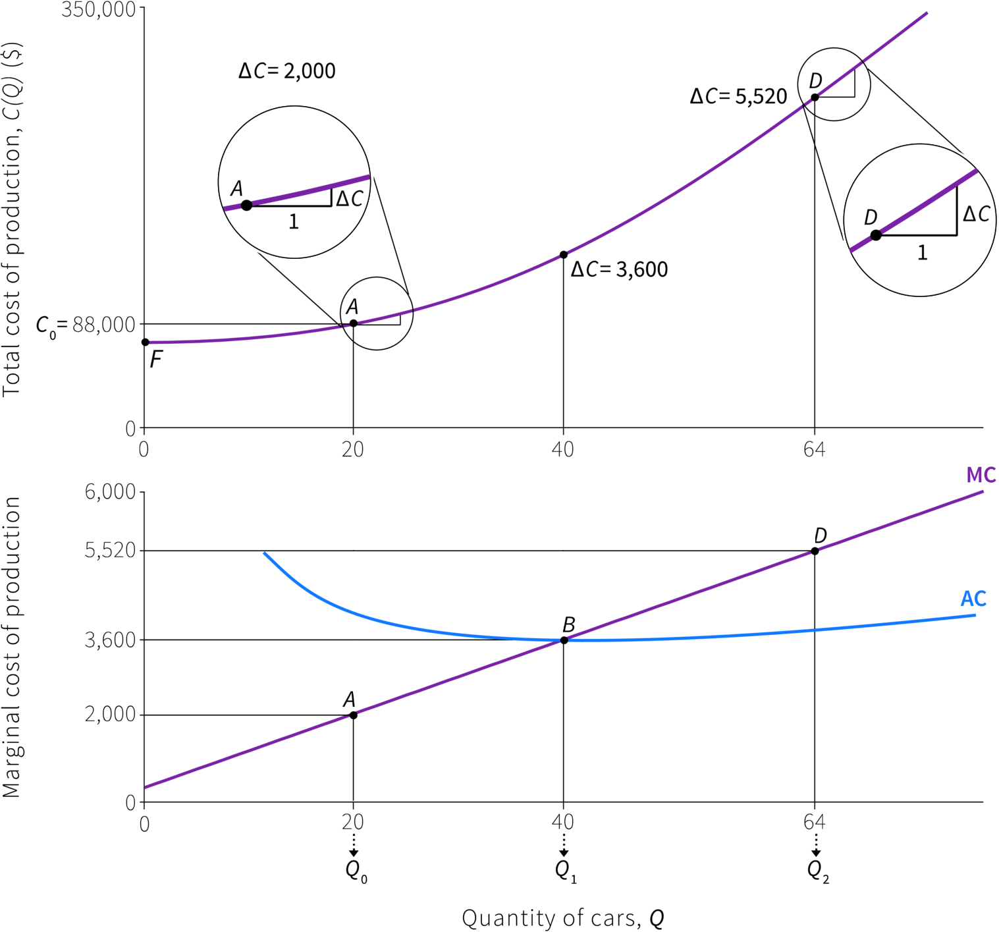 Total cost of production, C(Q) ($)
350,000
C₀= 88,000
0
ΔC= 2,000
A
ΔC
1
A
F
ΔC= 3,600
ΔC= 5,520
D
D
ΔC
1
0
20
40
64
Marginal cost of production
6,000
5,520
3,600
2,000
0
MC
D
AC
B
A
0
20
40
64
Q₀
Q₁
Q₂
Quantity of cars, Q